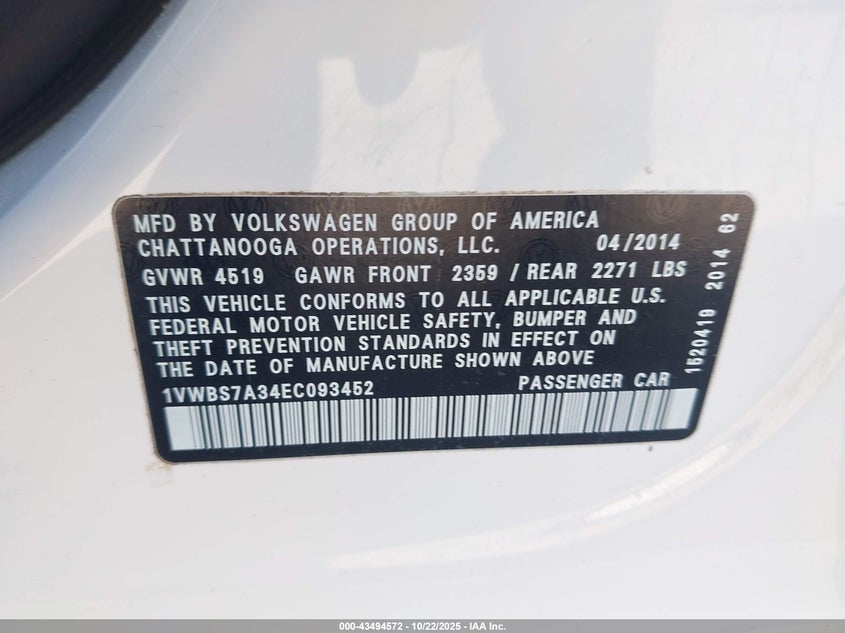 MFD BY VOLKSWAGEN GROUP OF AMERICA
CHATTANOOGA OPERATIONS, LLC. 04/2014
GVWR 4519 GAWR FRONT 2359 / REAR 2271 LBS
THIS VEHICLE CONFORMS TO ALL APPLICABLE U.S.
FEDERAL MOTOR VEHICLE SAFETY, BUMPER AND
THEFT PREVENTION STANDARDS IN EFFECT ON
THE DATE OF MANUFACTURE SHOWN ABOVE
1VWBS7A34EC093452 PASSENGER CAR
1520419 2014 62
000-43494572 - 10/22/2025 - IAA Inc.